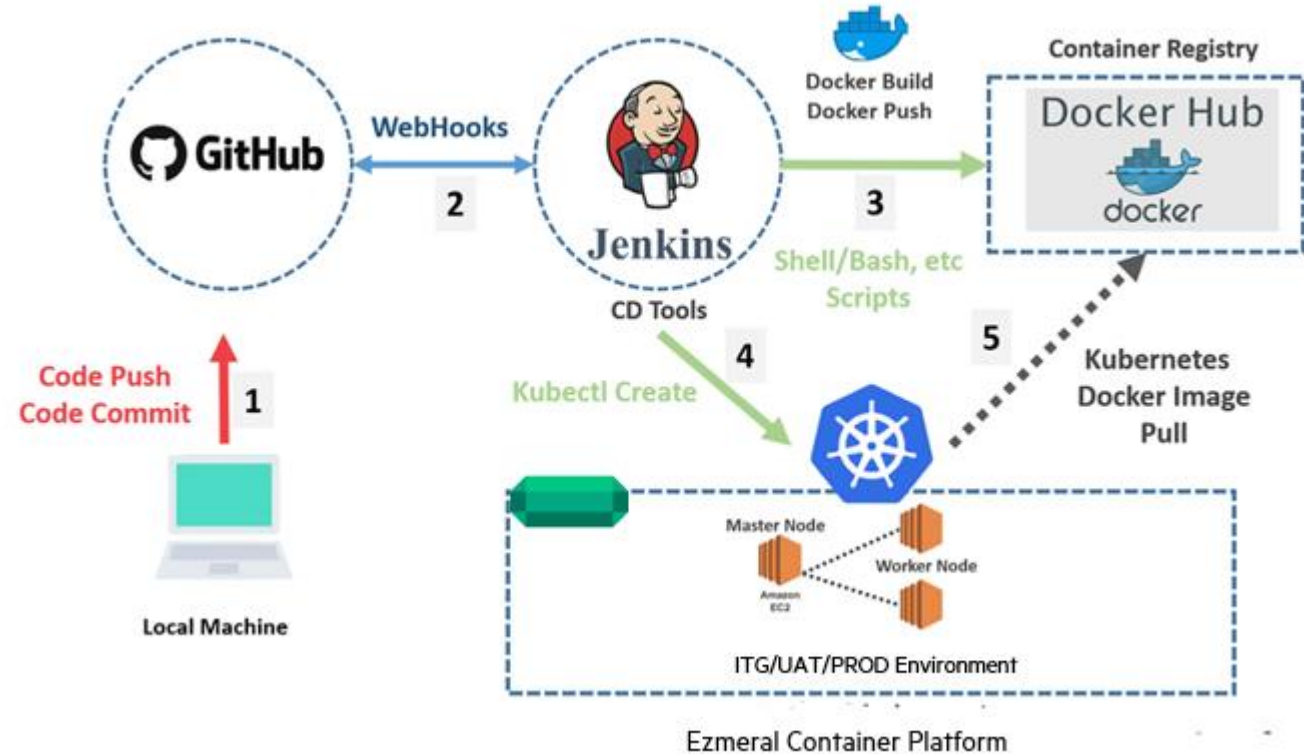 Docker Build
Docker Push
Container Registry
Docker Hub
docker
GitHub
WebHooks
2
Jenkins
CD Tools
3
Shell/Bash, etc
Scripts
Code Push
Code Commit
1
Local Machine
4
Kubectl Create
5
Kubernetes
Docker Image
Pull
Master Node
Amazon
EC2
Worker Node
ITG/UAT/PROD Environment
Ezmeral Container Platform